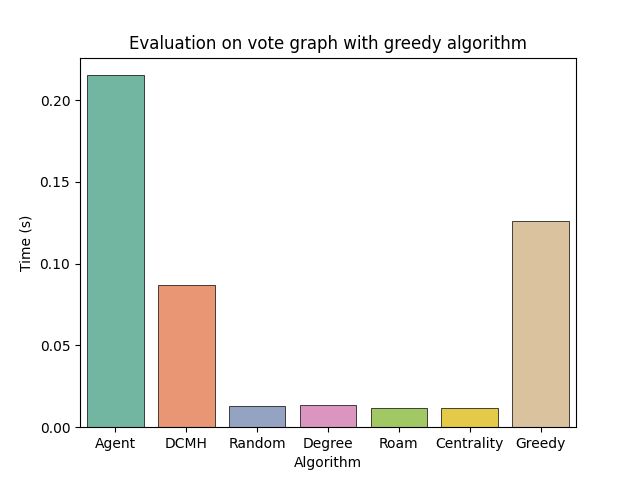 Evaluation on vote graph with greedy algorithm
Time (s)
0.20
0.15
0.10
0.05
0.00
Agent DCMH Random Degree Roam Centrality Greedy
Algorithm